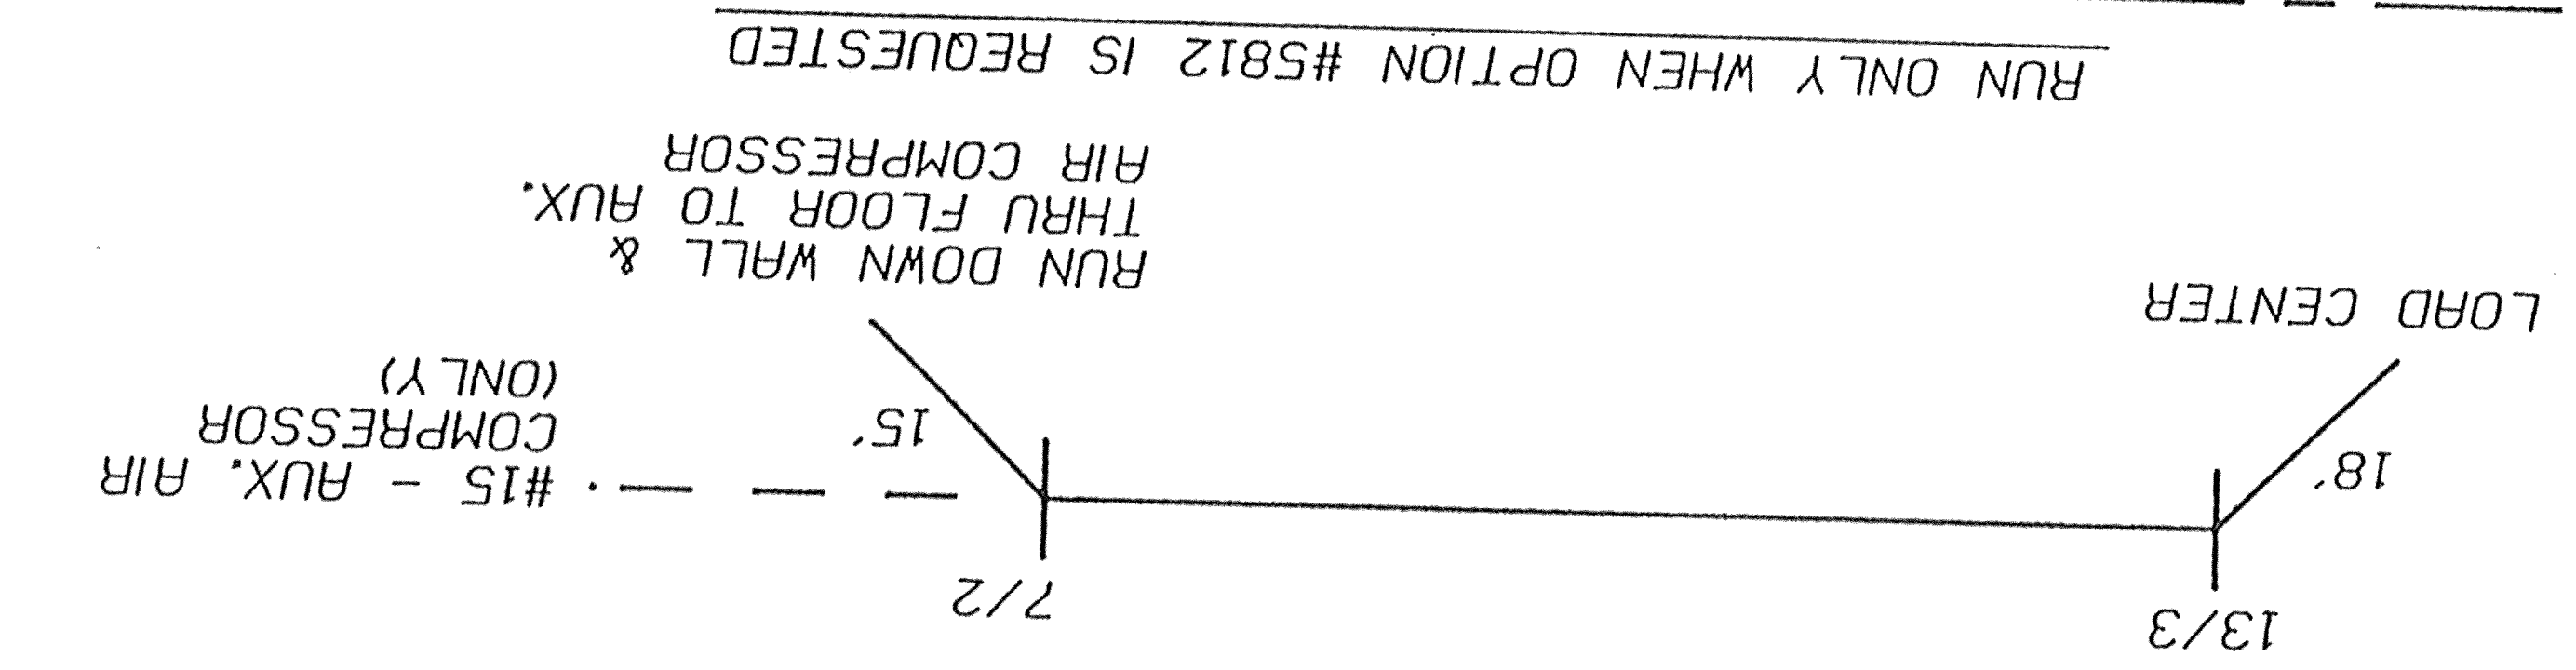 13/3
7/2
18'
15'
#15 - AUX. AIR
COMPRESSOR
(ONLY)
LOAD CENTER
RUN DOWN WALL &
THRU FLOOR TO AUX.
AIR COMPRESSOR
RUN ONLY WHEN OPTION #5812 IS REQUESTED